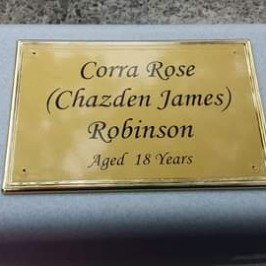 Corra Rose
(Chazden James)
Robinson
Aged 18 Years